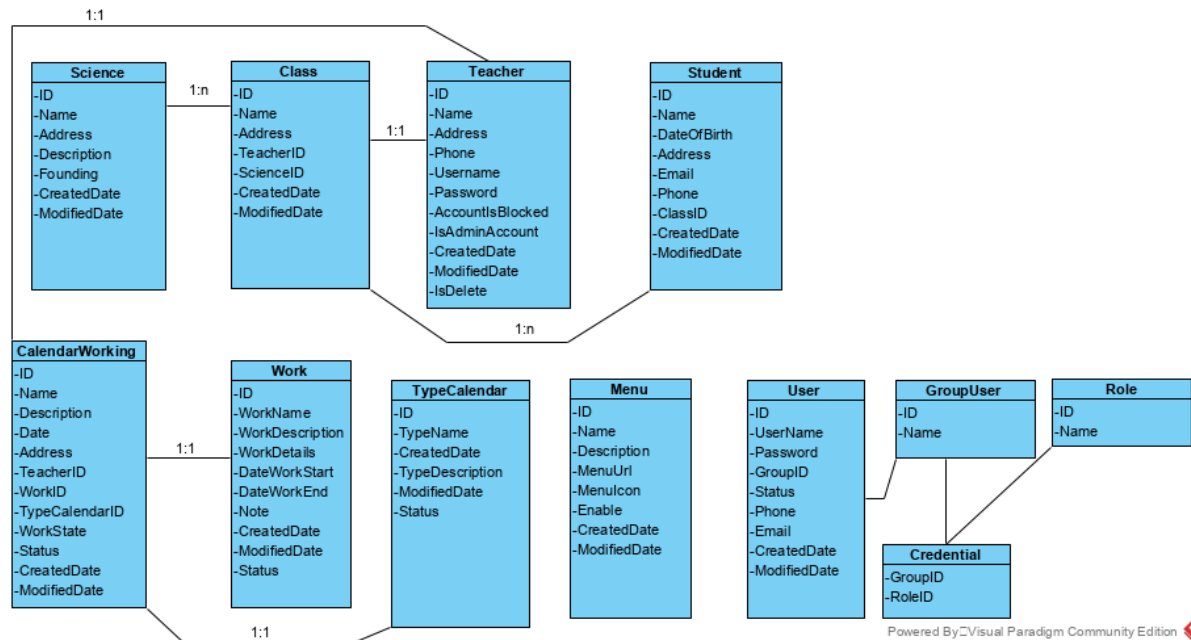 1:1
Science
-ID
-Name
-Address
-Description
-Founding
-CreatedDate
-ModifiedDate
1:n
Class
-ID
-Name
-Address
-TeacherID
-ScienceID
-CreatedDate
-ModifiedDate
1:1
Teacher
-ID
-Name
-Address
-Phone
-Username
-Password
-AccountIsBlocked
-IsAdminAccount
-CreatedDate
-ModifiedDate
-IsDelete
Student
-ID
-Name
-DateOfBirth
-Address
-Email
-Phone
-ClassID
-CreatedDate
-ModifiedDate
1:n
CalendarWorking
-ID
-Name
-Description
-Date
-Address
-TeacherID
-WorkID
-TypeCalendarID
-WorkState
-Status
-CreatedDate
-ModifiedDate
1:1
Work
-ID
-WorkName
-WorkDescription
-WorkDetails
-DateWorkStart
-DateWorkEnd
-Note
-CreatedDate
-ModifiedDate
-Status
TypeCalendar
-ID
-TypeName
-CreatedDate
-TypeDescription
-ModifiedDate
-Status
Menu
-ID
-Name
-Description
-MenuUrl
-MenuIcon
-Enable
-CreatedDate
-ModifiedDate
User
-ID
-UserName
-Password
-GroupID
-Status
-Phone
-Email
-CreatedDate
-ModifiedDate
GroupUser
-ID
-Name
Role
-ID
-Name
Credential
-GroupID
-RoleID
1:1
Powered By□Visual Paradigm Community Edition